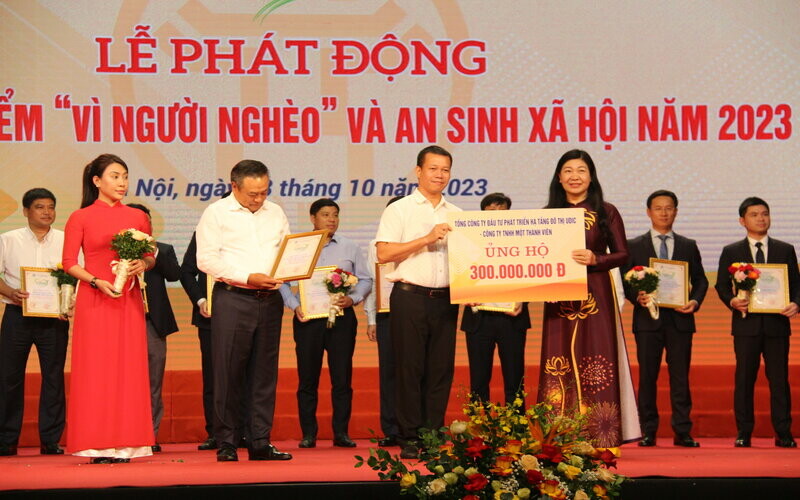 LỄ PHÁT ĐỘNG
ỂM “VÌ NGƯỜI NGHÈO” VÀ AN SINH XÃ HỘI NĂM 2023
Nội, ngày 3 tháng 10 năm 2023
TỔNG CÔNG TY ĐẦU TƯ PHÁT TRIỂN HẠ TẦNG ĐÔ THỊ UDIC
- CÔNG TY TNHH MỘT THÀNH VIÊN
ỦNG HỘ
300.000.000 Đ